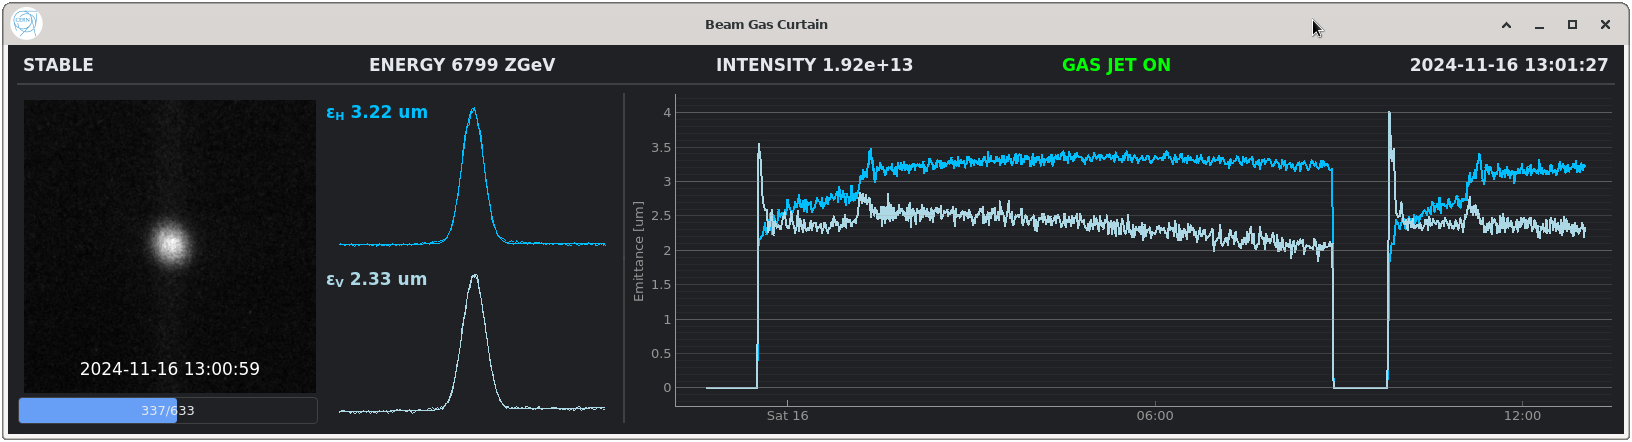 Beam Gas Curtain
STABLE ENERGY 6799 ZGeV INTENSITY 1.92e+13 GAS JET ON 2024-11-16 13:01:27
εH 3.22 um
εV 2.33 um
2024-11-16 13:00:59
337/633
Emittance [um]
4
3.5
3
2.5
2
1.5
1
0.5
0
Sat 16 06:00 12:00